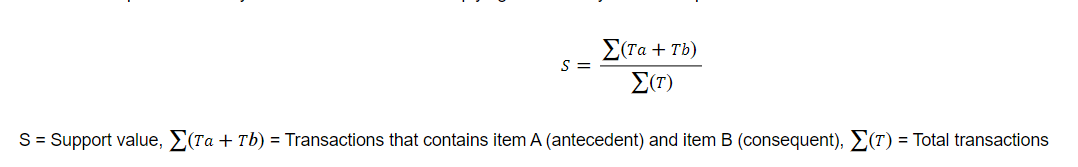 S = ∑(Ta + Tb) / ∑(T)
S = Support value, ∑(Ta + Tb) = Transactions that contains item A (antecedent) and item B (consequent), ∑(T) = Total transactions